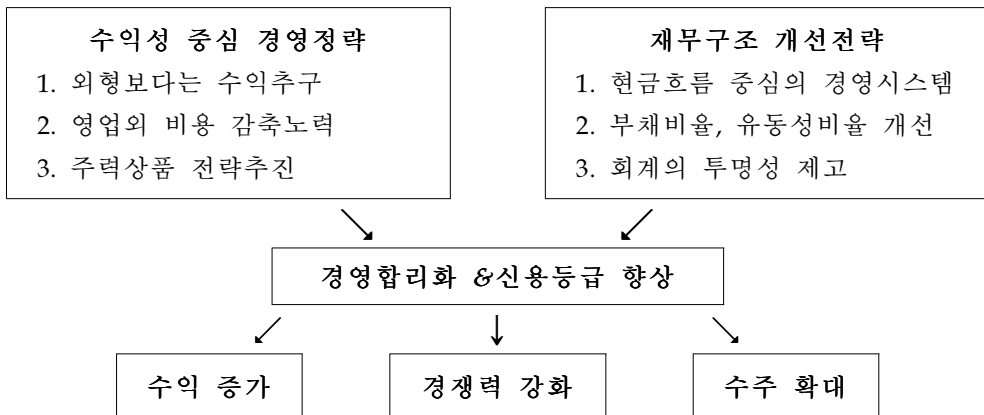 수익성 중심 경영정략
1. 외형보다는 수익추구
2. 영업외 비용 감축노력
3. 주력상품 전략추진
재무구조 개선전략
1. 현금흐름 중심의 경영시스템
2. 부채비율, 유동성비율 개선
3. 회계의 투명성 제고
경영합리화 &신용등급 향상
수익 증가
경쟁력 강화
수주 확대